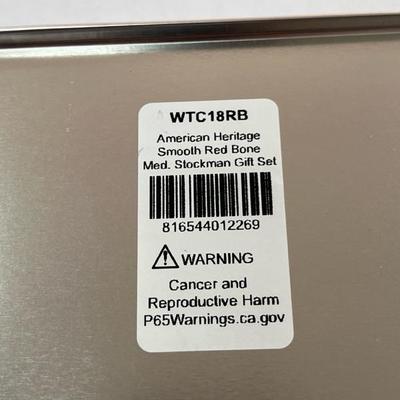 WTC18RB
American Heritage
Smooth Red Bone
Med. Stockman Gift Set
816544012269
WARNING
Cancer and
Reproductive Harm
P65Warnings.ca.gov